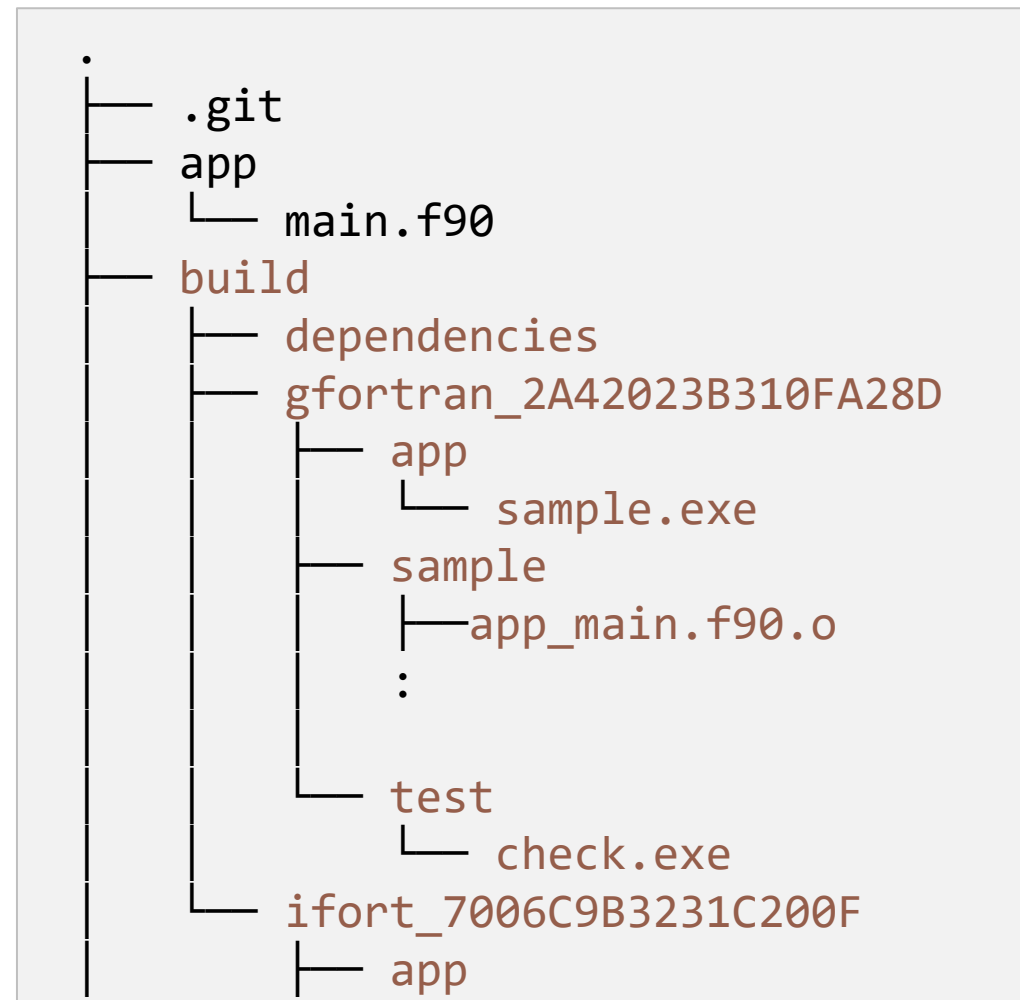 .
├── .git
├── app
│   └── main.f90
├── build
│   ├── dependencies
│   ├── gfortran_2A42023B310FA28D
│   │   ├── app
│   │   │   └── sample.exe
│   │   ├── sample
│   │   │   ├──app_main.f90.o
│   │   │   :
│   │   │
│   │   └── test
│   │       └── check.exe
│   └── ifort_7006C9B3231C200F
│       ├── app